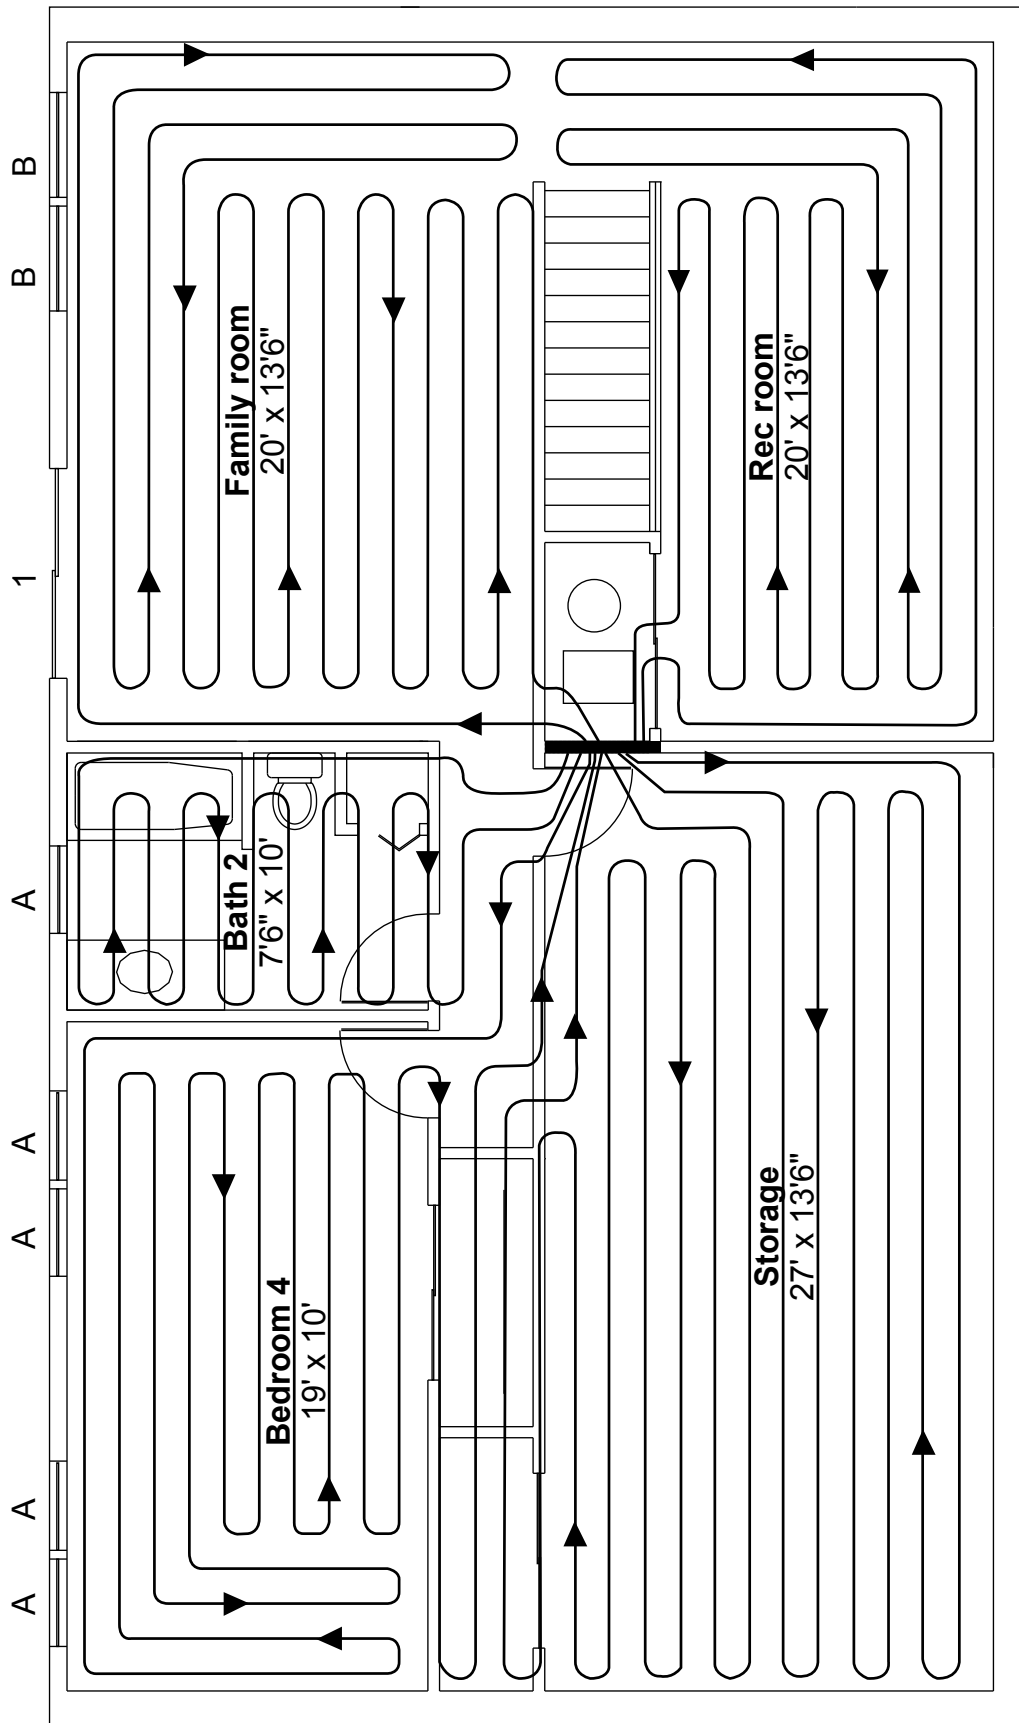 B
B
1
A
A
A
A
A
Family room
20' x 13'6"
Rec room
20' x 13'6"
Bath 2
7'6" x 10'
Bedroom 4
19' x 10'
Storage
27' x 13'6"